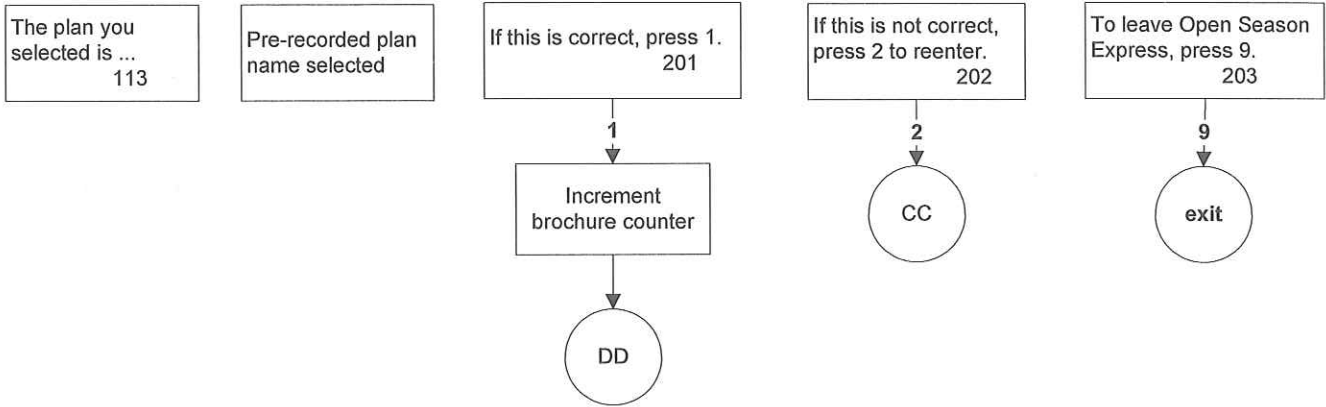 The plan you
selected is ...
113
Pre-recorded plan
name selected
If this is correct, press 1.
201
If this is not correct,
press 2 to reenter.
202
To leave Open Season
Express, press 9.
203
1
2
9
Increment
brochure counter
CC
exit
DD